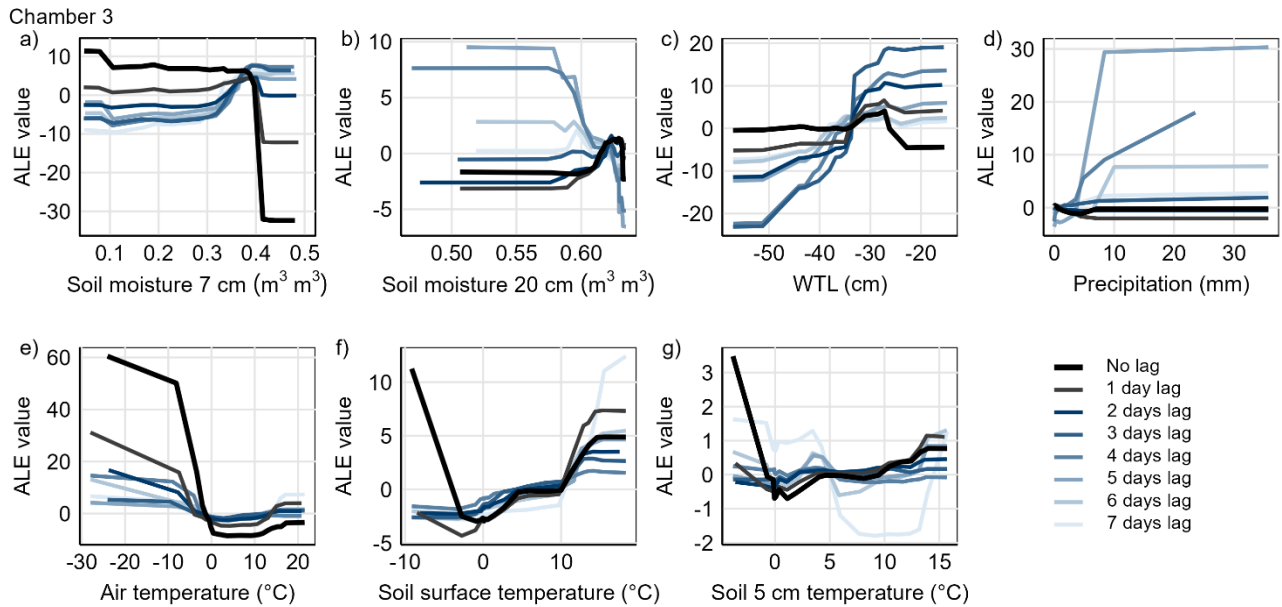 Chamber 3
a)
ALE value
10
0
-10
-20
-30
0.1 0.2 0.3 0.4 0.5
Soil moisture 7 cm (m³ m³)
b)
ALE value
10
5
0
-5
0.50 0.55 0.60
Soil moisture 20 cm (m³ m³)
c)
ALE value
20
10
0
-10
-20
-50 -40 -30 -20
WTL (cm)
d)
ALE value
30
20
10
0
0 10 20 30
Precipitation (mm)
e)
ALE value
60
40
20
0
-30 -20 -10 0 10 20
Air temperature (°C)
f)
ALE value
10
5
0
-5
-10 0 10
Soil surface temperature (°C)
g)
ALE value
3
2
1
0
-1
-2
0 5 10 15
Soil 5 cm temperature (°C)
No lag
1 day lag
2 days lag
3 days lag
4 days lag
5 days lag
6 days lag
7 days lag